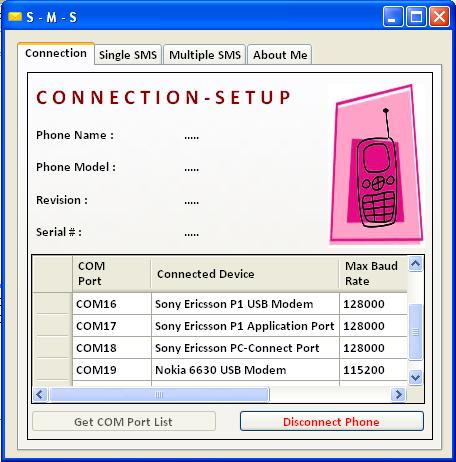 S - M - S
Connection Single SMS Multiple SMS About Me
CONNECTION-SETUP
Phone Name : .....
Phone Model : .....
Revision : .....
Serial # : .....
COM Port Connected Device Max Baud Rate
COM16 Sony Ericsson P1 USB Modem 128000
COM17 Sony Ericsson P1 Application Port 128000
COM18 Sony Ericsson PC-Connect Port 128000
COM19 Nokia 6630 USB Modem 115200
Get COM Port List Disconnect Phone